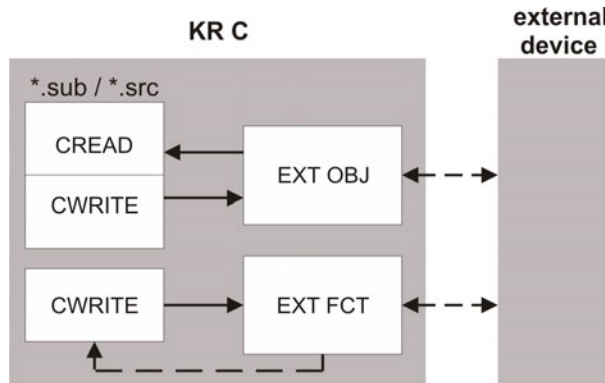 KR C
external
device
*.sub / *.src
CREAD
EXT OBJ
CWRITE
CWRITE
EXT FCT